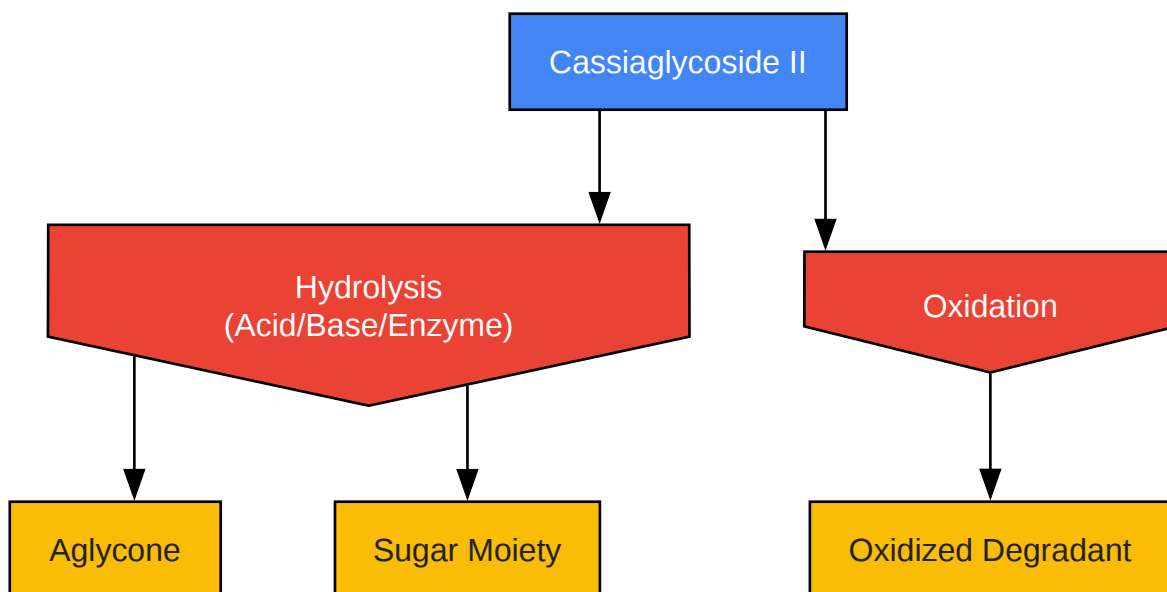 Cassiaglycoside II
Hydrolysis
(Acid/Base/Enzyme)
Oxidation
Aglycone
Sugar Moiety
Oxidized Degradant